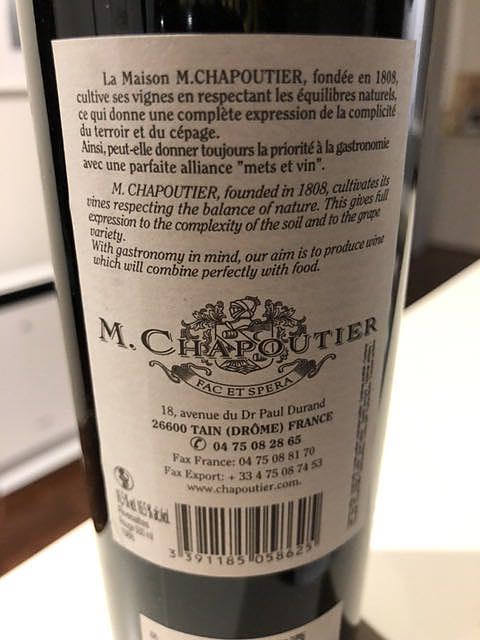 La Maison M.CHAPOUTIER, fondée en 1808,
cultive ses vignes en respectant les équilibres naturels,
ce qui donne une complète expression de la complicité
du terroir et du cépage.
Ainsi, peut-elle donner toujours la priorité à la gastronomie
avec une parfaite alliance "mets et vin".
M. CHAPOUTIER, founded in 1808, cultivates its
vines respecting the balance of nature. This gives full
expression to the complexity of the soil and to the grape
variety.
With gastronomy in mind, our aim is to produce wine
which will combine perfectly with food.
M. CHAPOUTIER
FAC ET SPERA
18, avenue du Dr Paul Durand
26600 TAIN (DRÔME) FRANCE
✆ 04 75 08 28 65
Fax France: 04 75 08 81 70
Fax Export: + 33 4 75 08 74 53
www.chapoutier.com.
3 391185 058625